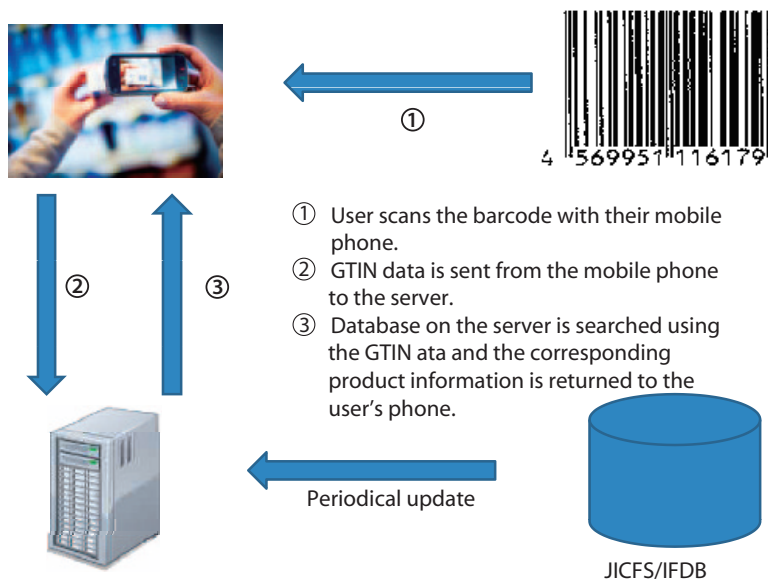 4 569951 116179
①
① User scans the barcode with their mobile
phone.
② GTIN data is sent from the mobile phone
to the server.
③ Database on the server is searched using
the GTIN ata and the corresponding
product information is returned to the
user's phone.
②
③
Periodical update
JICFS/IFDB